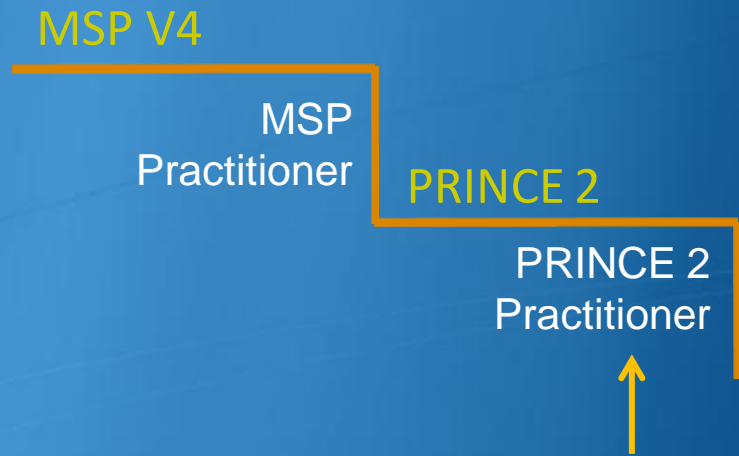 MSP V4
MSP
Practitioner
PRINCE 2
PRINCE 2
Practitioner